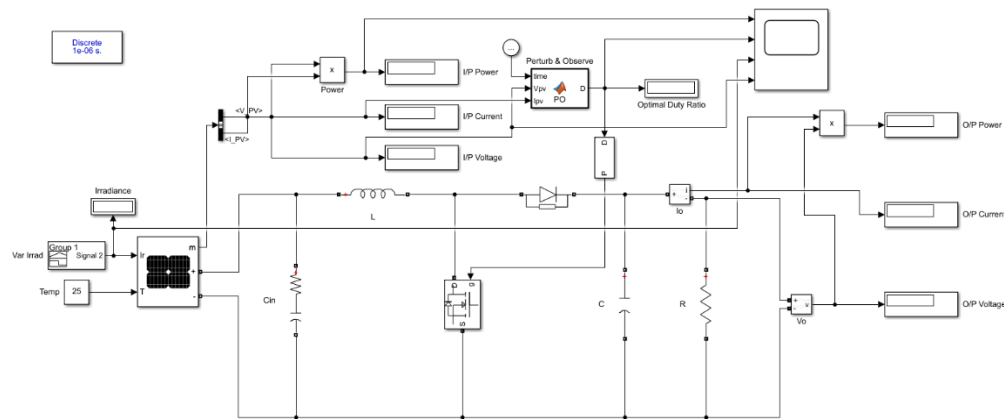 Discrete
1e-06 s.
x
Power
<V_PV>
<I_PV>
I/P Power
I/P Current
I/P Voltage
...
Perturb & Observe
time
Vpv
Ipv
PO
D
Optimal Duty Ratio
D
P
x
O/P Power
O/P Current
O/P Voltage
Irradiance
Var Irrad
Group 1
Signal 2
Temp
25
Ir
T
m
+
-
L
Cin
g
D
S
+
i
-
Io
C
R
+
-
v
Vo